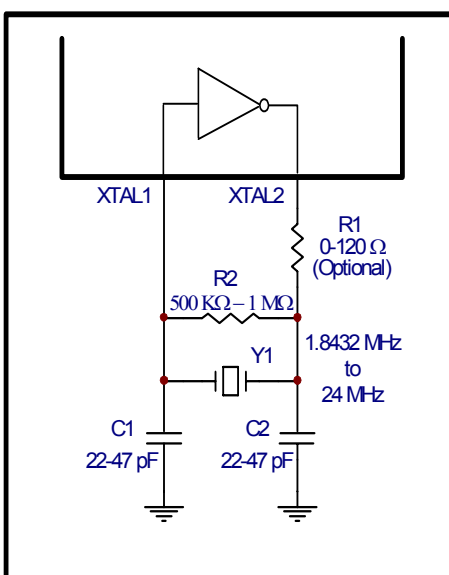 XTAL1
XTAL2
R1
0-120 Ω
(Optional)
R2
500 KΩ – 1 MΩ
Y1
1.8432 MHz
to
24 MHz
C1
22-47 pF
C2
22-47 pF